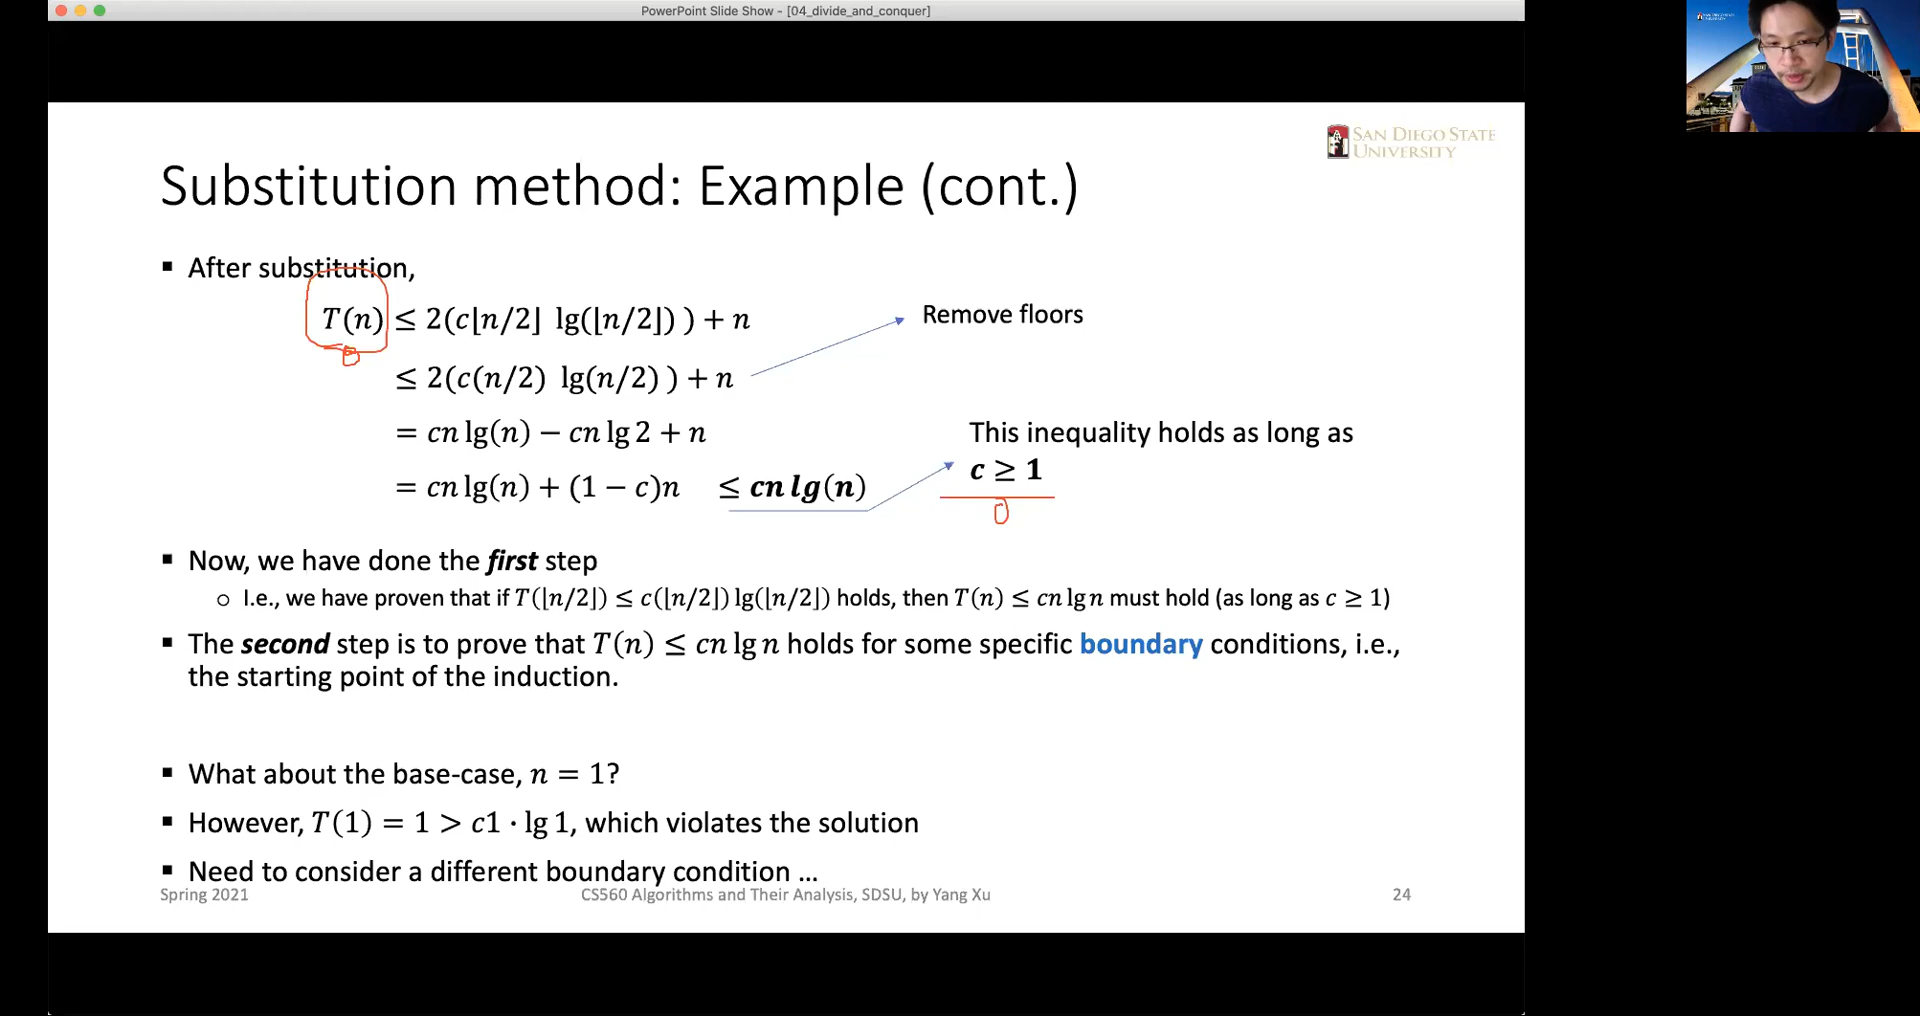 PowerPoint Slide Show - [04_divide_and_conquer]
SAN DIEGO STATE
UNIVERSITY
Substitution method: Example (cont.)
▪ After substitution,
T(n) ≤ 2(c⌊n/2⌋ lg(⌊n/2⌋) ) + n
Remove floors
≤ 2(c(n/2) lg(n/2) ) + n
= cn lg(n) − cn lg 2 + n
This inequality holds as long as
c ≥ 1
= cn lg(n) + (1 − c)n ≤ cn lg(n)
▪ Now, we have done the first step
o I.e., we have proven that if T(⌊n/2⌋) ≤ c(⌊n/2⌋) lg(⌊n/2⌋) holds, then T(n) ≤ cn lg n must hold (as long as c ≥ 1)
▪ The second step is to prove that T(n) ≤ cn lg n holds for some specific boundary conditions, i.e.,
the starting point of the induction.
▪ What about the base-case, n = 1?
▪ However, T(1) = 1 > c1 · lg 1, which violates the solution
▪ Need to consider a different boundary condition ...
Spring 2021
CS560 Algorithms and Their Analysis, SDSU, by Yang Xu
24